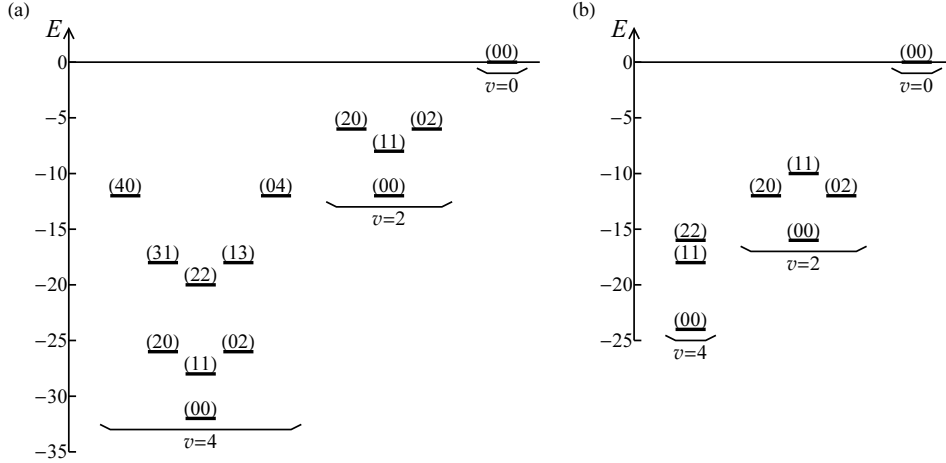 (a)
E
0
−5
−10
−15
−20
−25
−30
−35
(00)
v=0
(20) (02)
(11)
(40) (04) (00)
v=2
(31) (13)
(22)
(20) (02)
(11)
(00)
v=4
(b)
E
0
−5
−10
−15
−20
−25
(00)
v=0
(11)
(20) (02)
(22) (00)
(11) v=2
(00)
v=4